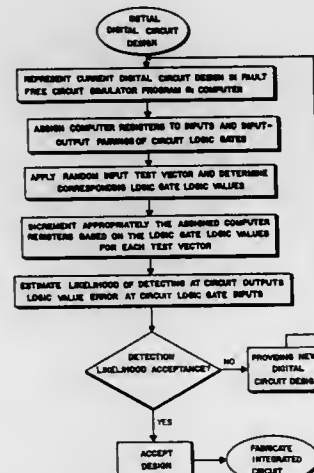 INITIAL
DIGITAL CIRCUIT
DESIGN
REPRESENT CURRENT DIGITAL CIRCUIT DESIGN IN FAULT
FREE CIRCUIT SIMULATOR PROGRAM IN COMPUTER
ASSIGN COMPUTER REGISTERS TO INPUTS AND INPUT-
OUTPUT PAIRINGS OF CIRCUIT LOGIC GATES
APPLY RANDOM INPUT TEST VECTOR AND DETERMINE
CORRESPONDING LOGIC GATE LOGIC VALUES
INCREMENT APPROPRIATELY THE ASSIGNED COMPUTER
REGISTERS BASED ON THE LOGIC GATE LOGIC VALUES
FOR EACH TEST VECTOR
ESTIMATE LIKELIHOOD OF DETECTING AT CIRCUIT OUTPUTS
LOGIC VALUE ERROR AT CIRCUIT LOGIC GATE INPUTS
DETECTION
LIKELIHOOD ACCEPTANCE?
NO
PROVIDING NEW
DIGITAL
CIRCUIT DESIGN
YES
ACCEPT
DESIGN
FABRICATE
INTEGRATED
CIRCUIT